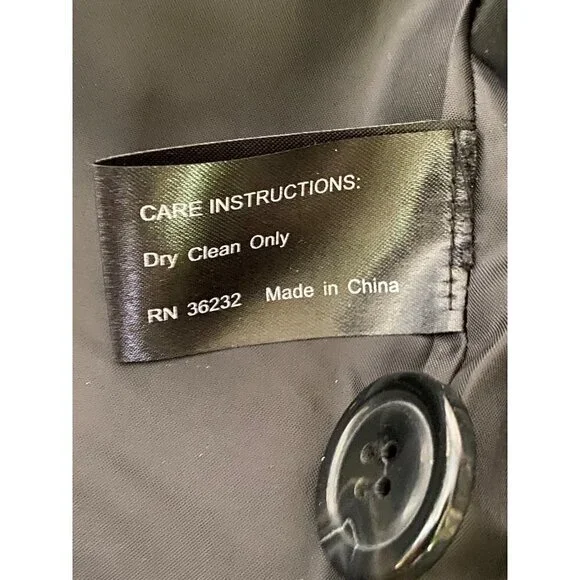 CARE INSTRUCTIONS:
Dry Clean Only
RN 36232 Made in China